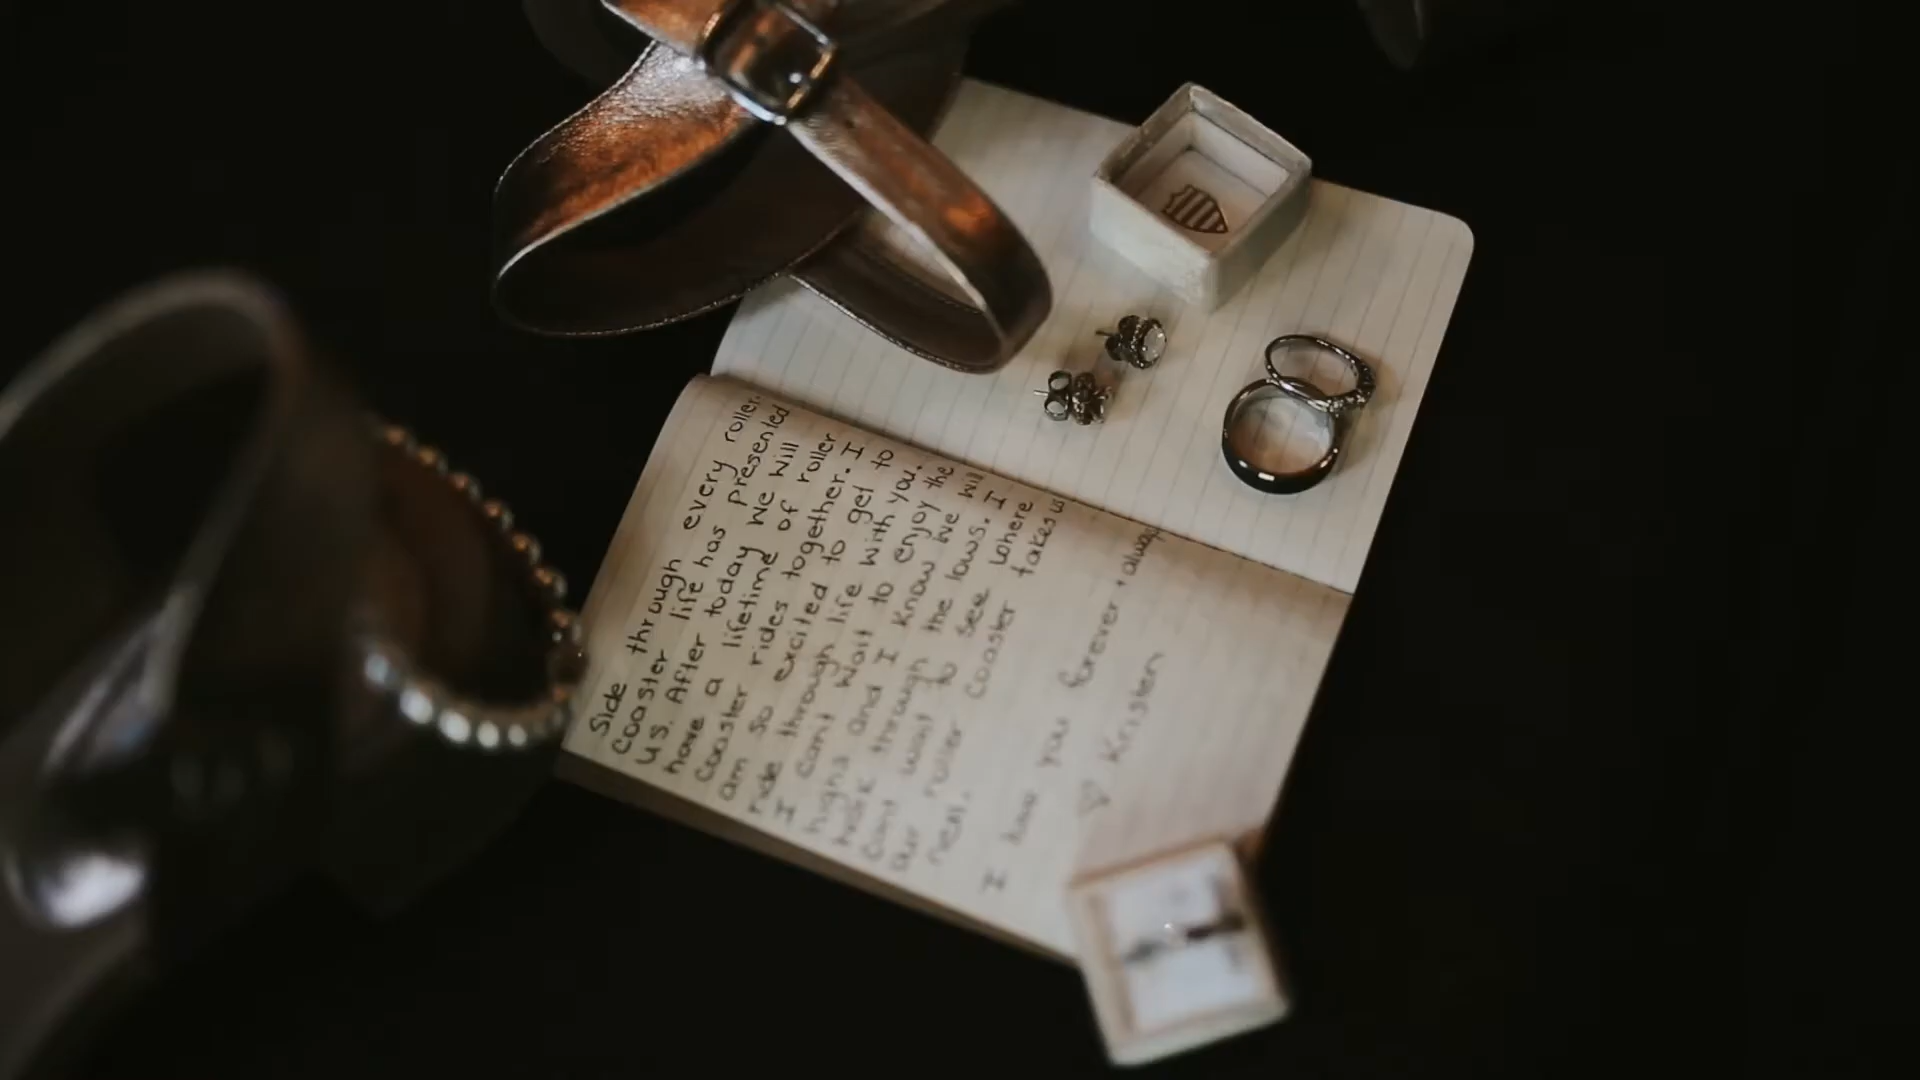 Side through every roller
Coaster life has presented
us. After today we will
have a lifetime of roller
coaster rides together. I
am so excited to get to
ride through life with you.
I cant wait to enjoy the
highs and I know we will
work through the lows. I
cant wait to see where
our roller coaster takes us
next.
I love you forever + always
♡ Kristen